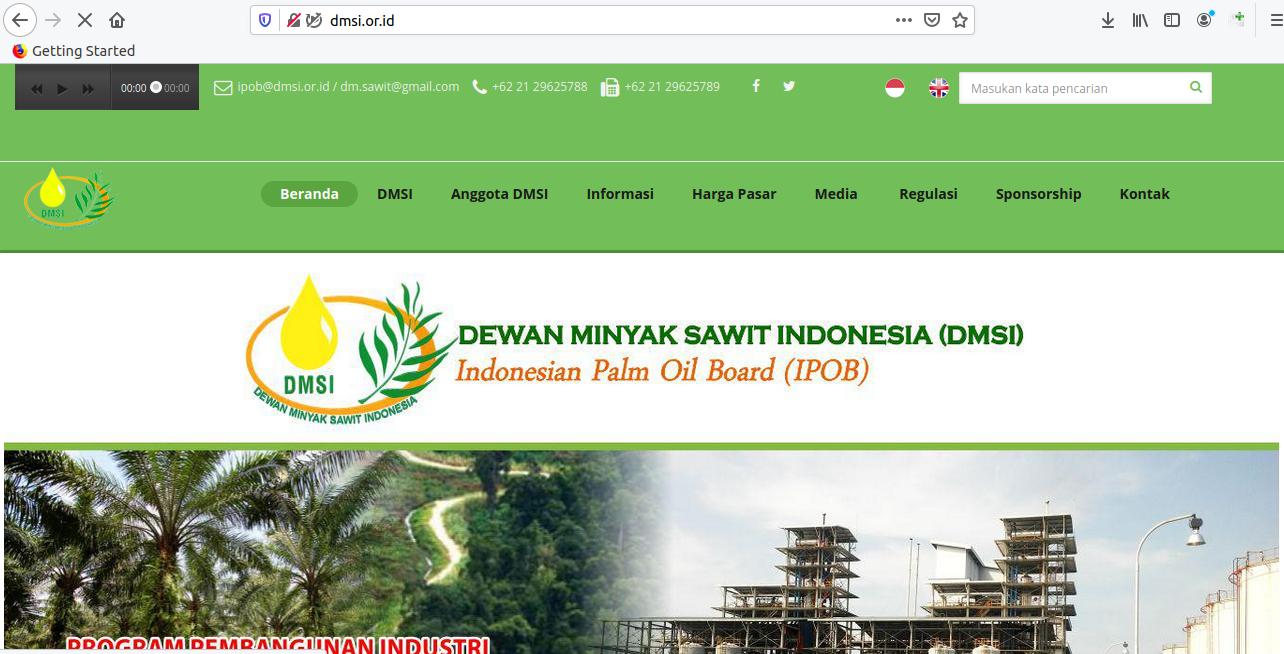 dmsi.or.id
Getting Started
00:00 00:00 ipob@dmsi.or.id / dm.sawit@gmail.com +62 21 29625788 +62 21 29625789 Masukan kata pencarian
DMSI
Beranda DMSI Anggota DMSI Informasi Harga Pasar Media Regulasi Sponsorship Kontak
DMSI
DEWAN MINYAK SAWIT INDONESIA
DEWAN MINYAK SAWIT INDONESIA (DMSI)
Indonesian Palm Oil Board (IPOB)
PROGRAM PEMBANGUNAN INDUSTRI